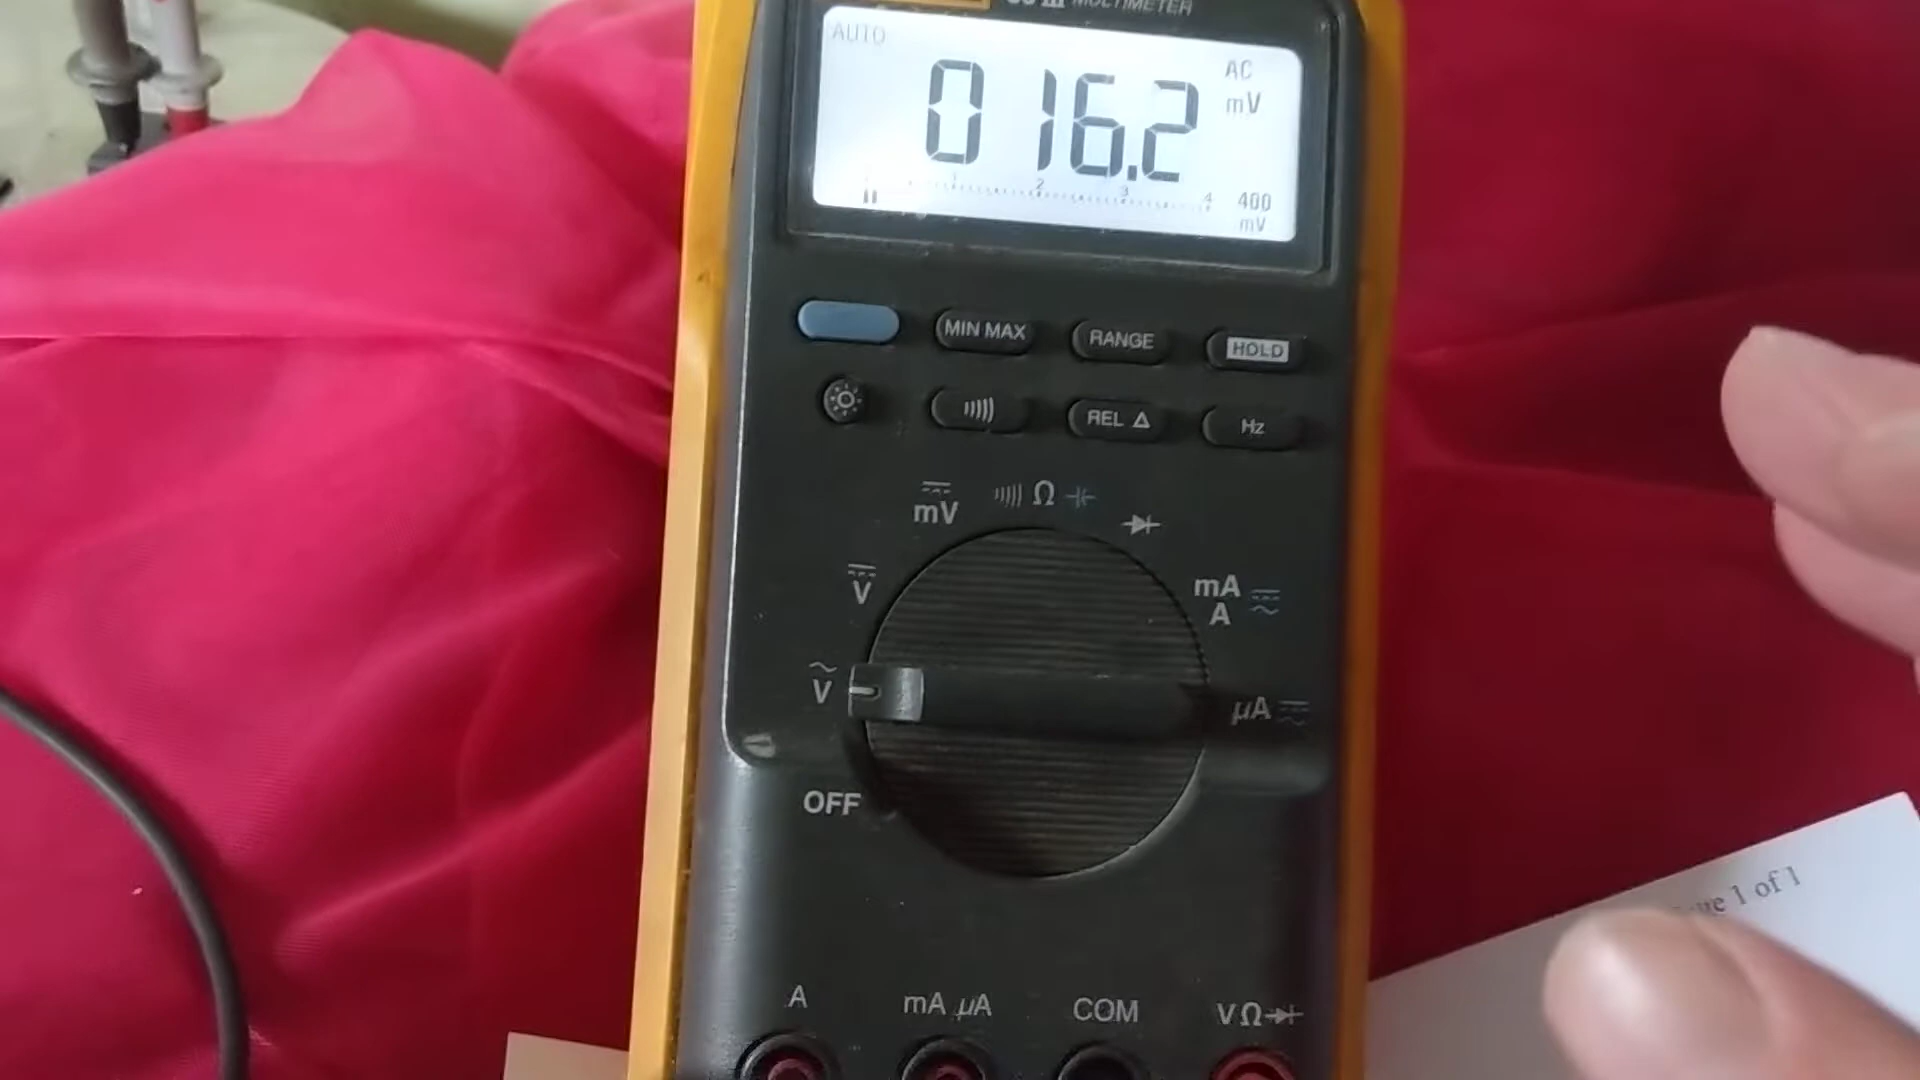 MULTIMETER
AUTO
016.2
AC
mV
1 2 3 4
400
mV
MIN MAX
RANGE
HOLD
REL Δ
Hz
mV
Ω
V
mA
A
V
µA
OFF
1 of 1
A
mA µA
COM
VΩ